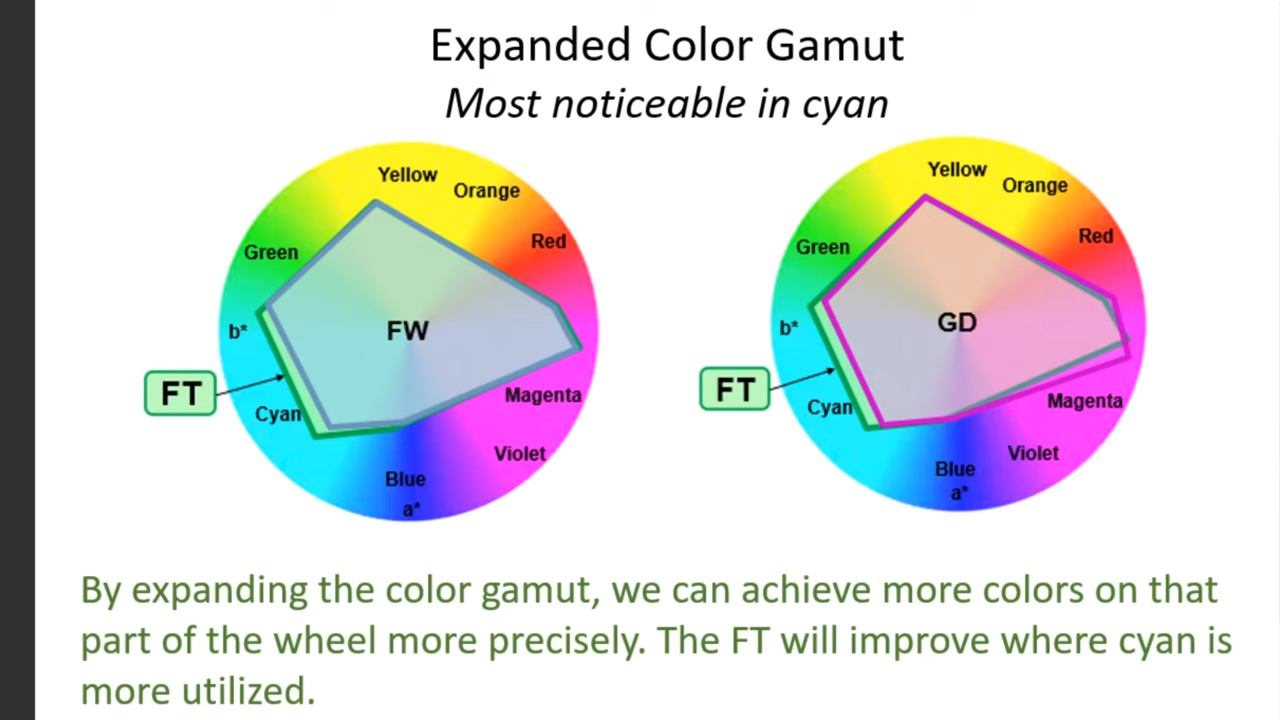 Expanded Color Gamut
Most noticeable in cyan
Yellow
Orange
Red
Green
FW
b*
FT
Cyan
Magenta
Violet
Blue
a*
Yellow
Orange
Red
Green
GD
b*
FT
Cyan
Magenta
Violet
Blue
a*
By expanding the color gamut, we can achieve more colors on that
part of the wheel more precisely. The FT will improve where cyan is
more utilized.